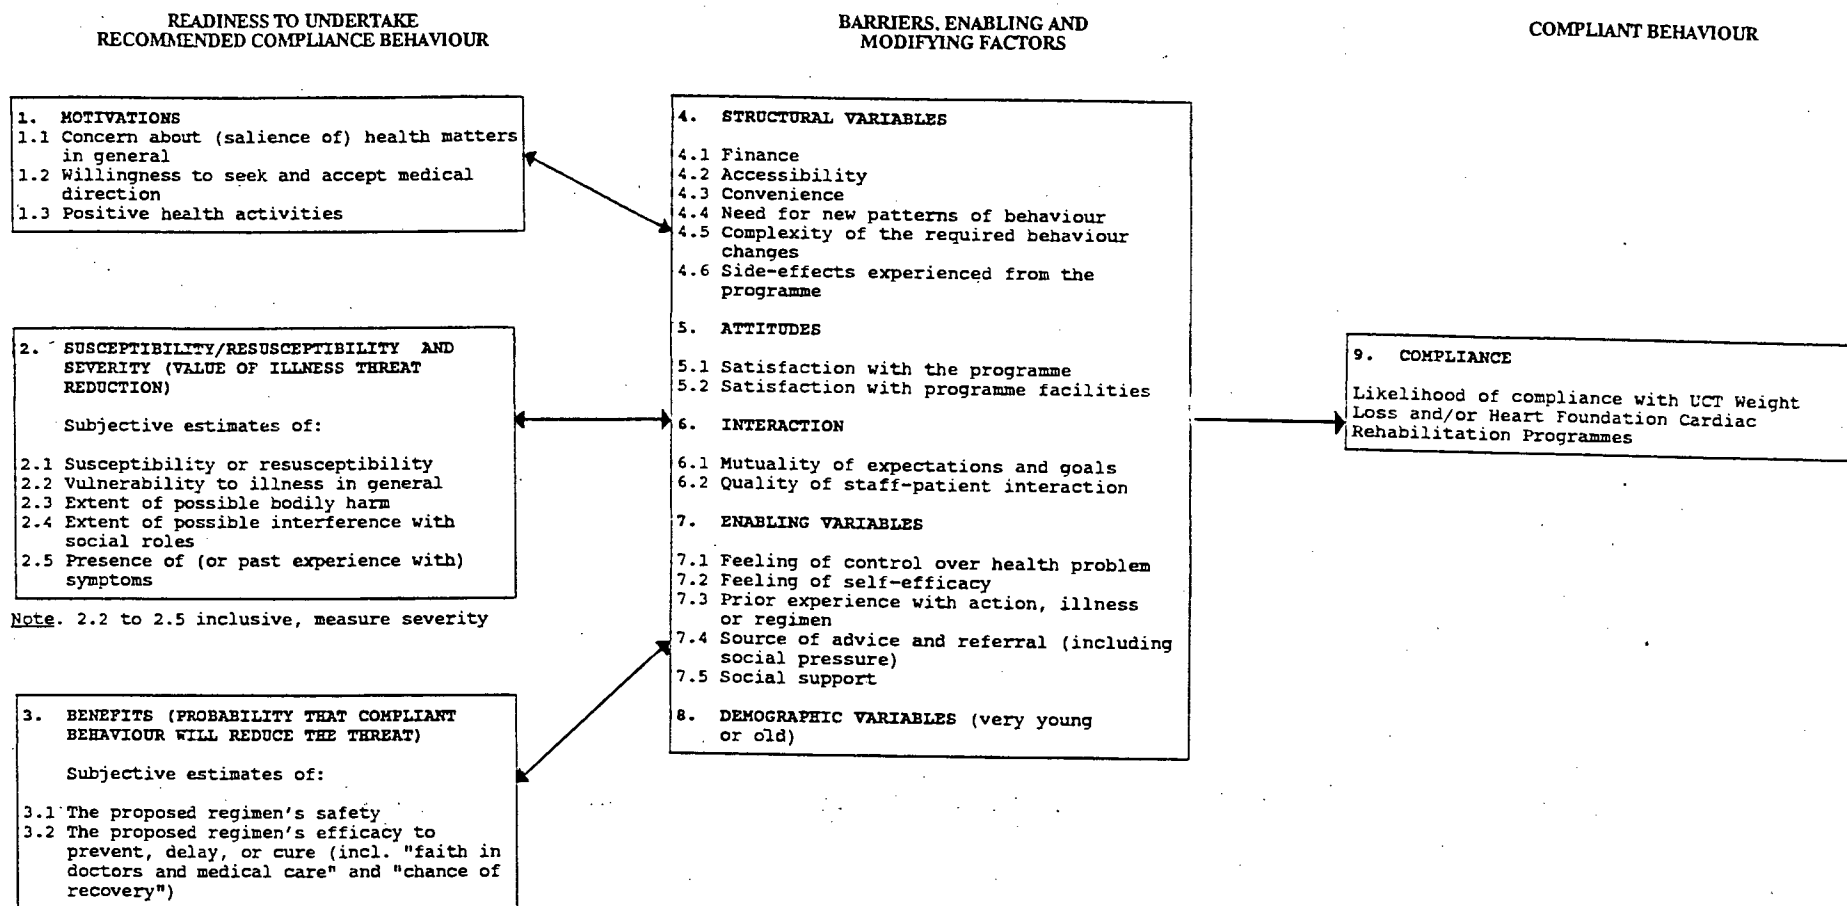 READINESS TO UNDERTAKE
RECOMMENDED COMPLIANCE BEHAVIOUR
BARRIERS, ENABLING AND
MODIFYING FACTORS
COMPLIANT BEHAVIOUR
1. MOTIVATIONS
1.1 Concern about (salience of) health matters
in general
1.2 Willingness to seek and accept medical
direction
1.3 Positive health activities
2. SUSCEPTIBILITY/RESUSCEPTIBILITY AND
SEVERITY (VALUE OF ILLNESS THREAT
REDUCTION)
Subjective estimates of:
2.1 Susceptibility or resusceptibility
2.2 Vulnerability to illness in general
2.3 Extent of possible bodily harm
2.4 Extent of possible interference with
social roles
2.5 Presence of (or past experience with)
symptoms
Note. 2.2 to 2.5 inclusive, measure severity
3. BENEFITS (PROBABILITY THAT COMPLIANT
BEHAVIOUR WILL REDUCE THE THREAT)
Subjective estimates of:
3.1 The proposed regimen's safety
3.2 The proposed regimen's efficacy to
prevent, delay, or cure (incl. "faith in
doctors and medical care" and "chance of
recovery")
4. STRUCTURAL VARIABLES
4.1 Finance
4.2 Accessibility
4.3 Convenience
4.4 Need for new patterns of behaviour
4.5 Complexity of the required behaviour
changes
4.6 Side-effects experienced from the
programme
5. ATTITUDES
5.1 Satisfaction with the programme
5.2 Satisfaction with programme facilities
6. INTERACTION
6.1 Mutuality of expectations and goals
6.2 Quality of staff-patient interaction
7. ENABLING VARIABLES
7.1 Feeling of control over health problem
7.2 Feeling of self-efficacy
7.3 Prior experience with action, illness
or regimen
7.4 Source of advice and referral (including
social pressure)
7.5 Social support
8. DEMOGRAPHIC VARIABLES (very young
or old)
9. COMPLIANCE
Likelihood of compliance with UCT Weight
Loss and/or Heart Foundation Cardiac
Rehabilitation Programmes